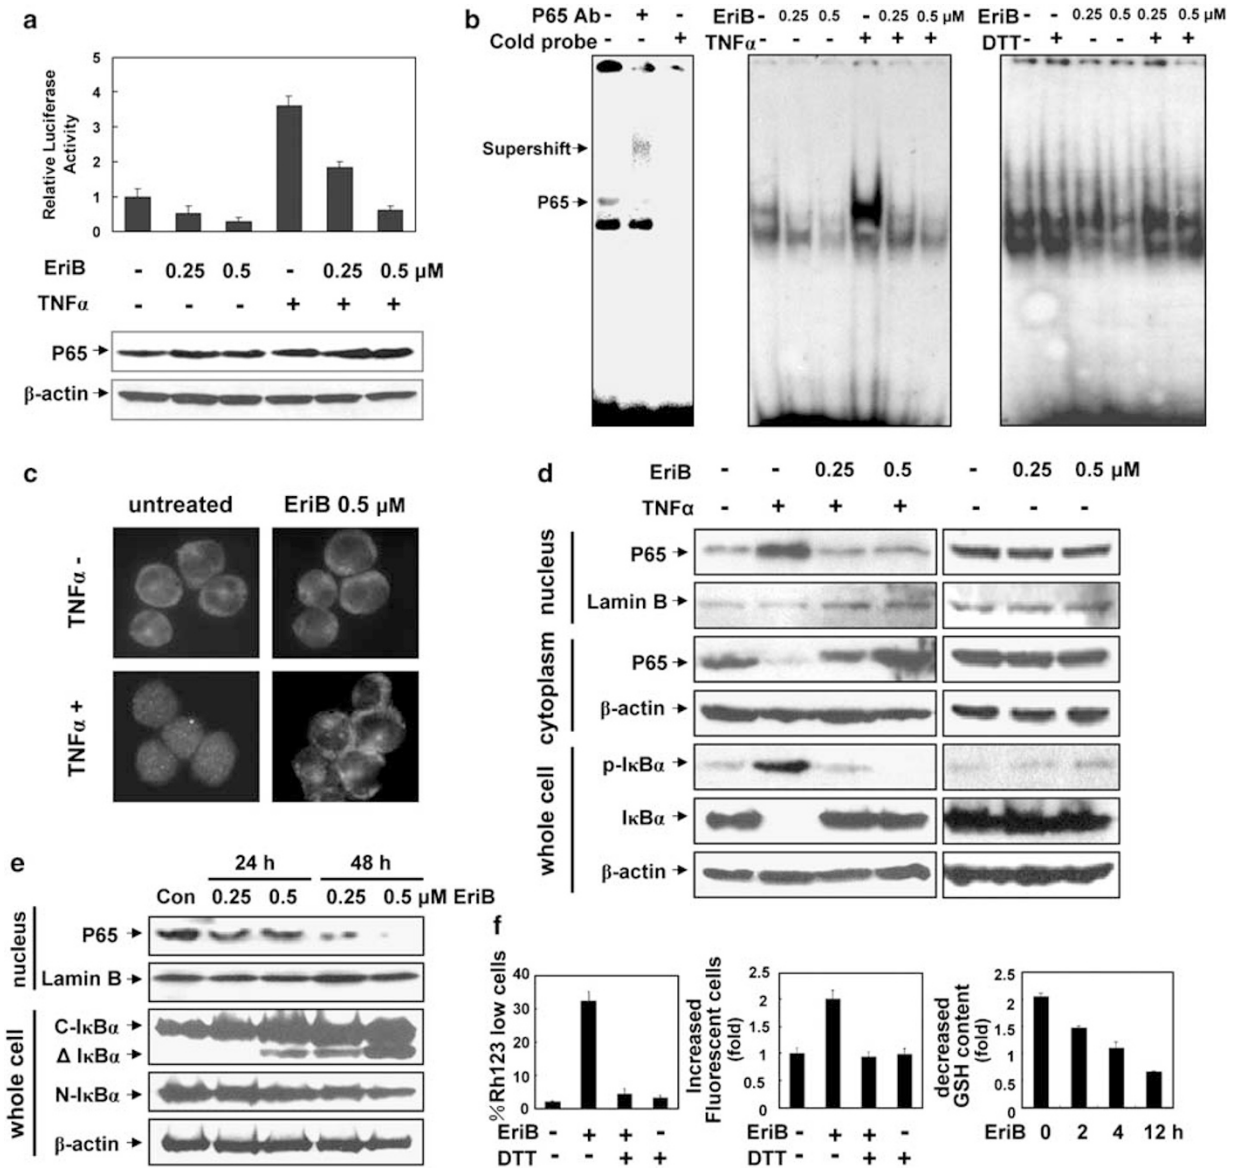 a
5
4
3
2
1
0
Relative Luciferase
Activity
EriB - 0.25 0.5 - 0.25 0.5 μM
TNFα - - - + + +
P65
β-actin
b
P65 Ab - + -
Cold probe - - +
Supershift
P65
EriB - 0.25 0.5 - 0.25 0.5 μM
TNFα - - - + + +
EriB - - 0.25 0.5 0.25 0.5 μM
DTT - + - - + +
c
untreated EriB 0.5 μM
TNFα -
TNFα +
d
EriB - - 0.25 0.5 - 0.25 0.5 μM
TNFα - + + + - - -
nucleus
P65
Lamin B
cytoplasm
P65
β-actin
whole cell
p-IκBα
IκBα
β-actin
e
24 h 48 h
Con 0.25 0.5 0.25 0.5 μM EriB
nucleus
P65
Lamin B
whole cell
C-IκBα
Δ IκBα
N-IκBα
β-actin
f
%Rh123 low cells
40
30
20
10
0
EriB - + + -
DTT - - + +
Increased
Fluorescent cells
(fold)
2.5
2
1.5
1
0.5
0
EriB - + + -
DTT - - + +
decreased
GSH content
(fold)
2.5
2
1.5
1
0.5
0
EriB 0 2 4 12 h